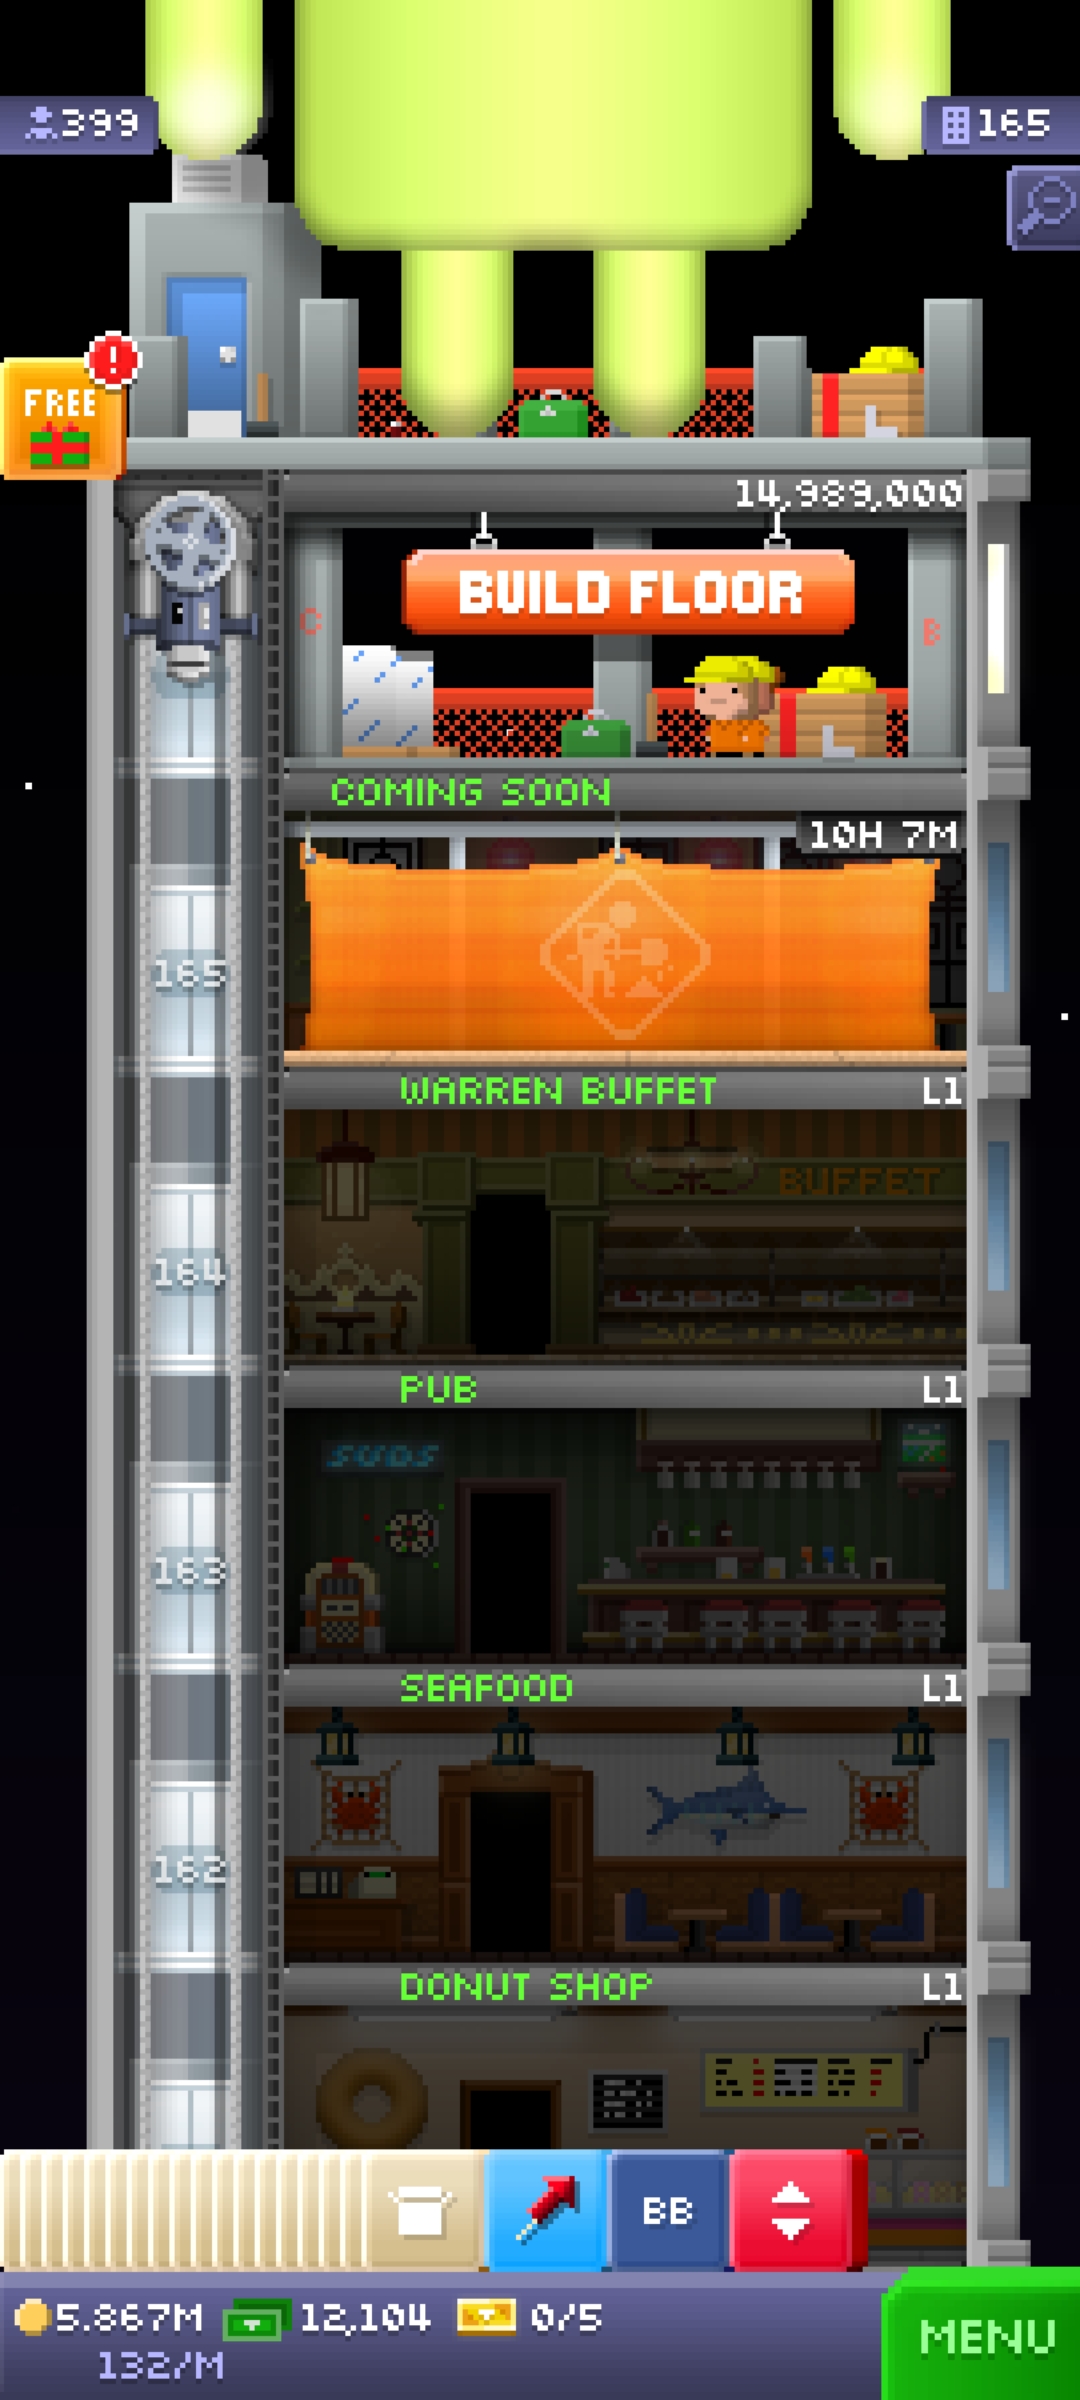 399
165
FREE
!
14,989,000
BUILD FLOOR
C
B
COMING SOON
10H 7M
165
WARREN BUFFET L1
BUFFET
164
PUB L1
SUDS
163
SEAFOOD L1
162
DONUT SHOP L1
BB
5.867M 12,104 0/5
132/M
MENU